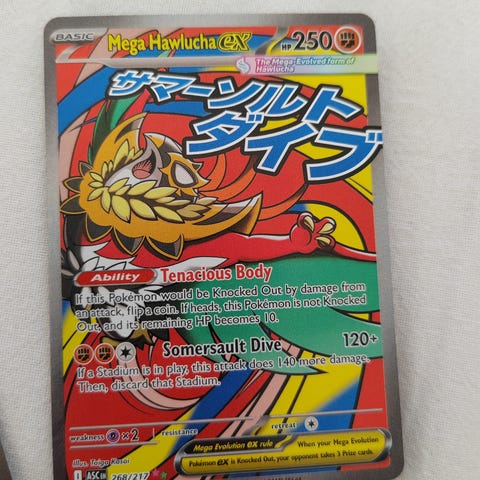 BASIC Mega Hawlucha ex HP 250
The Mega-Evolved form of
Hawlucha
サマーソルト
ダイブ
Ability Tenacious Body
If this Pokémon would be Knocked Out by damage from
an attack, flip a coin. If heads, this Pokémon is not Knocked
Out, and its remaining HP becomes 10.
Somersault Dive 120+
If a Stadium is in play, this attack does 140 more damage.
Then, discard that Stadium.
weakness ×2 resistance retreat
Mega Evolution ex rule When your Mega Evolution
Pokémon ex is Knocked Out, your opponent takes 3 Prize cards.
Illus. Taiga Kasai
ASC EN 268/217